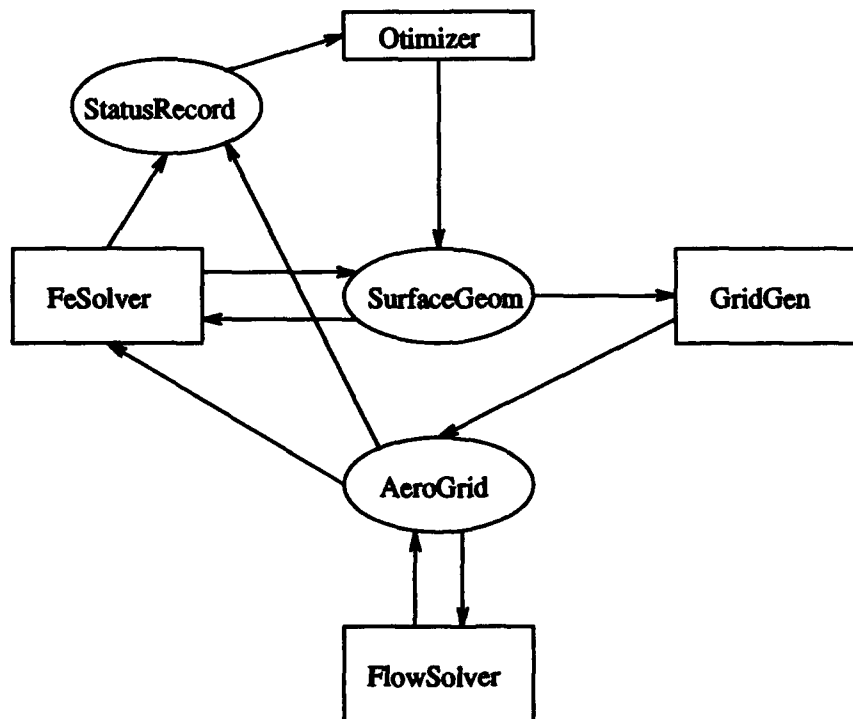 Otimizer
StatusRecord
FeSolver
SurfaceGeom
GridGen
AeroGrid
FlowSolver